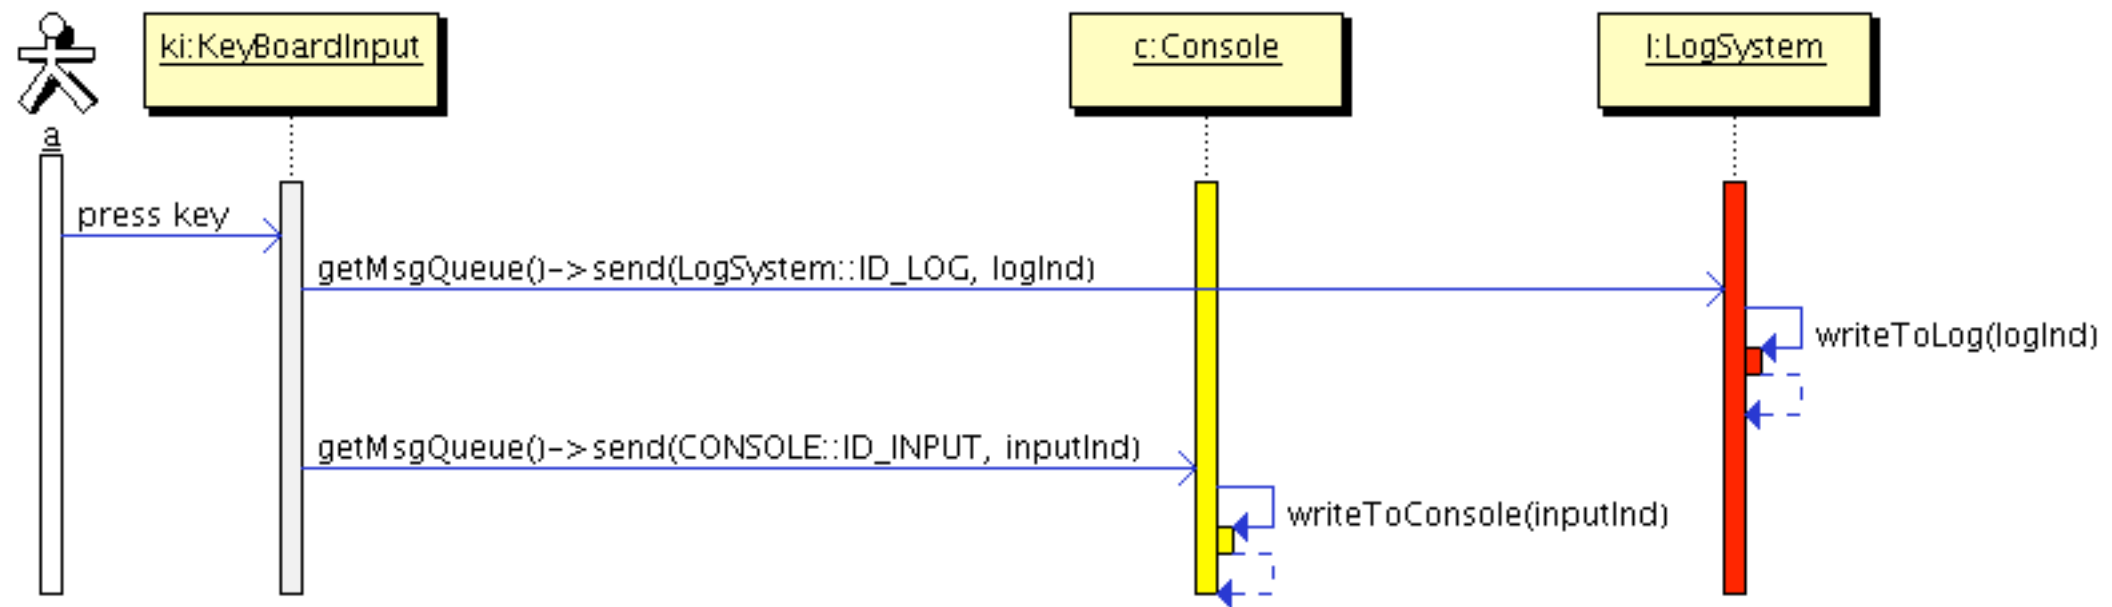 ki:KeyBoardInput
c:Console
l:LogSystem
a
press key
getMsgQueue()->send(LogSystem::ID_LOG, logInd)
writeToLog(logInd)
getMsgQueue()->send(CONSOLE::ID_INPUT, inputInd)
writeToConsole(inputInd)